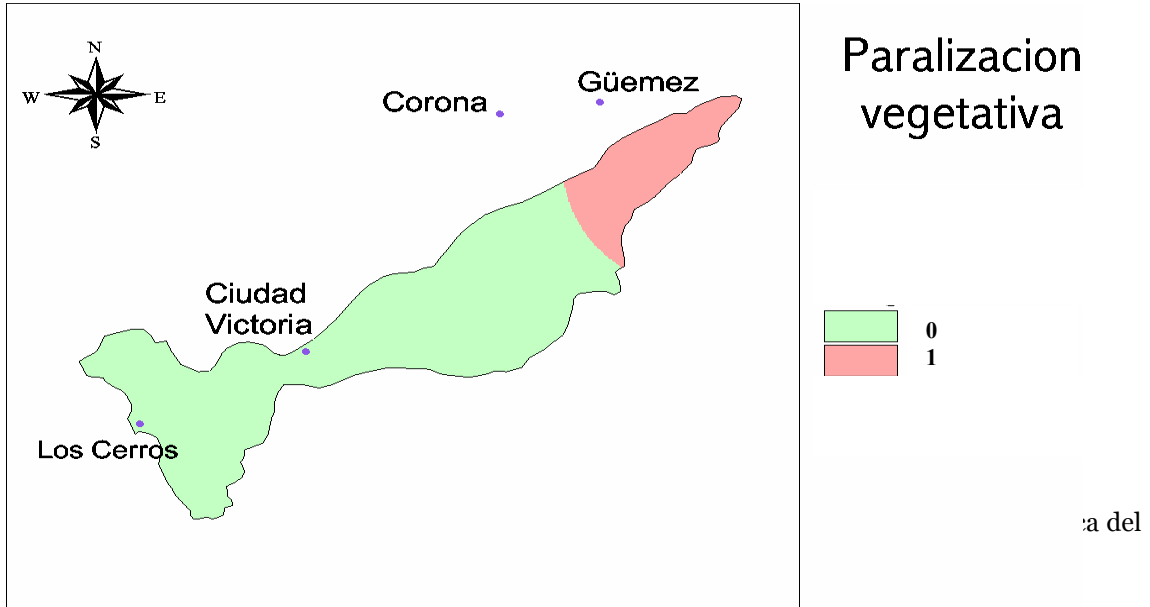 N
W
E
S
Corona
Güemez
Ciudad
Victoria
Los Cerros
Paralizacion
vegetativa
0
1
a del